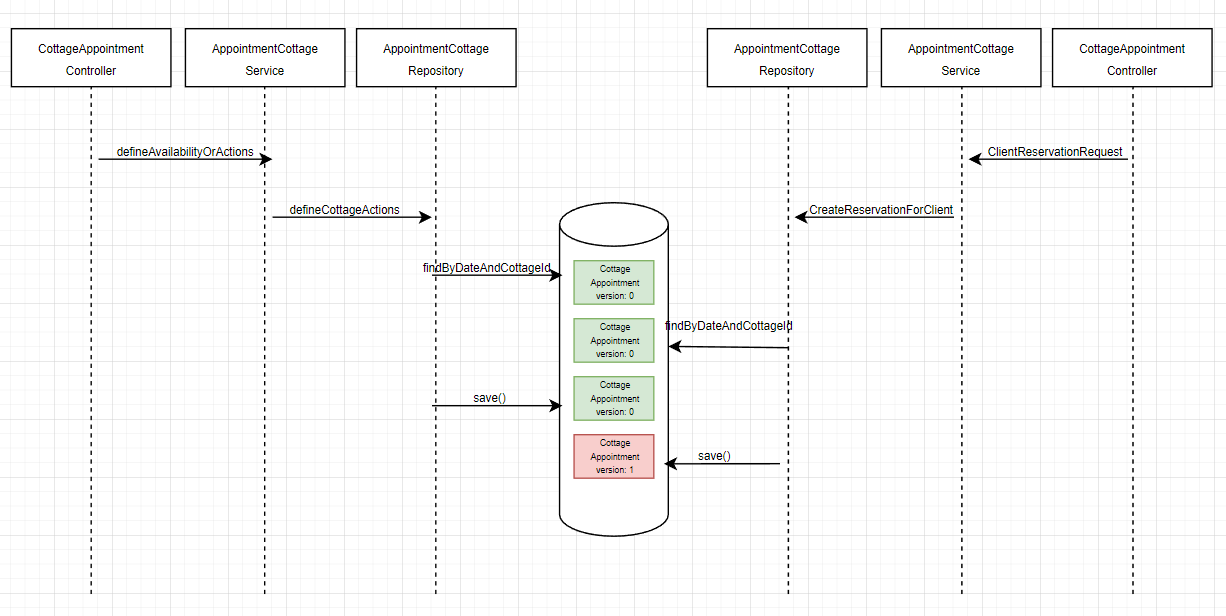 CottageAppointment
Controller
AppointmentCottage
Service
AppointmentCottage
Repository
AppointmentCottage
Repository
AppointmentCottage
Service
CottageAppointment
Controller
defineAvailabilityOrActions
ClientReservationRequest
defineCottageActions
CreateReservationForClient
findByDateAndCottageId
Cottage
Appointment
version: 0
findByDateAndCottageId
Cottage
Appointment
version: 0
save()
Cottage
Appointment
version: 0
save()
Cottage
Appointment
version: 1